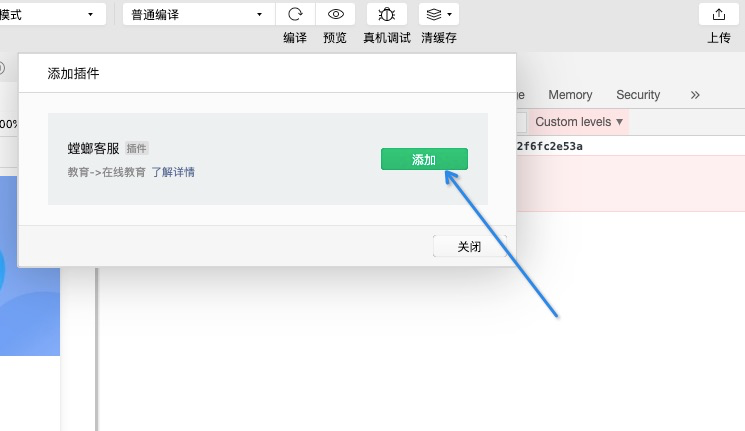 模式 普通编译
编译 预览 真机调试 清缓存 上传
添加插件
Memory Security
00% Custom levels
螳螂客服 插件 添加 2f6fc2e53a
教育->在线教育 了解详情
关闭